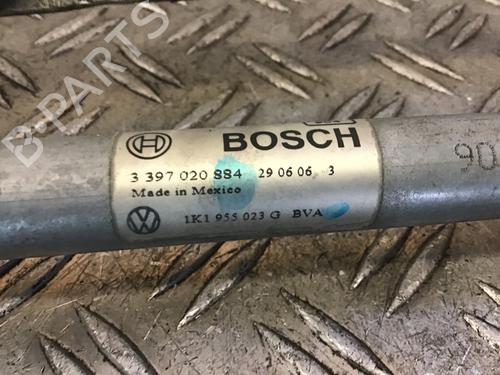 BOSCH
3 397 020 884 29 06 06 3
Made in Mexico
1K1 955 023 G BVA
90
B-PARTS